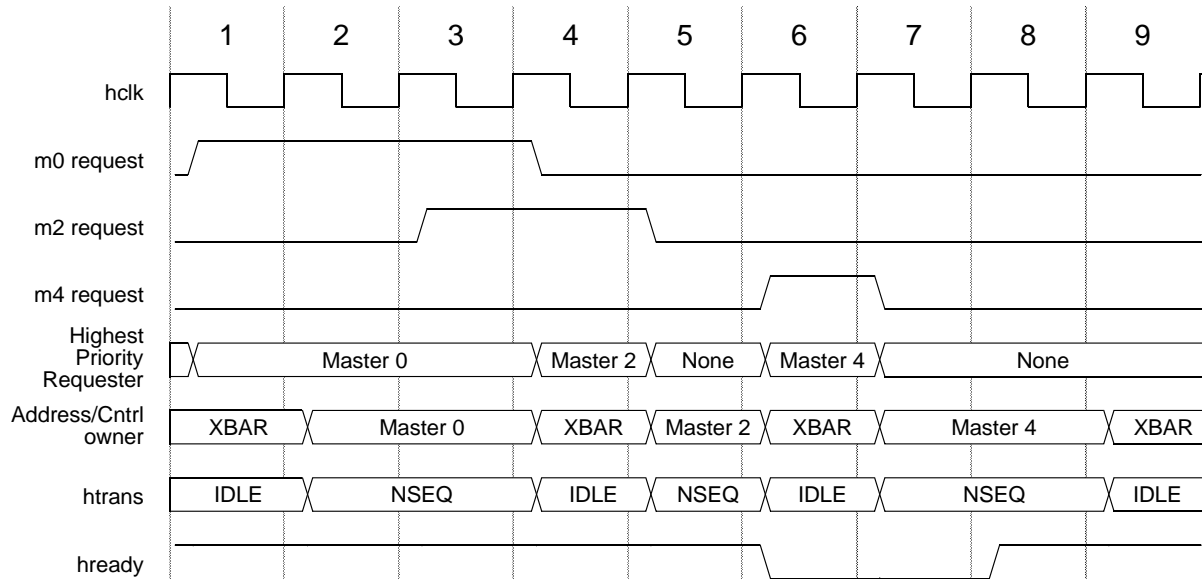 1 2 3 4 5 6 7 8 9
hclk
m0 request
m2 request
m4 request
Highest
Priority
Requester
Master 0 Master 2 None Master 4 None
Address/Cntrl
owner
XBAR Master 0 XBAR Master 2 XBAR Master 4 XBAR
htrans IDLE NSEQ IDLE NSEQ IDLE NSEQ IDLE
hready